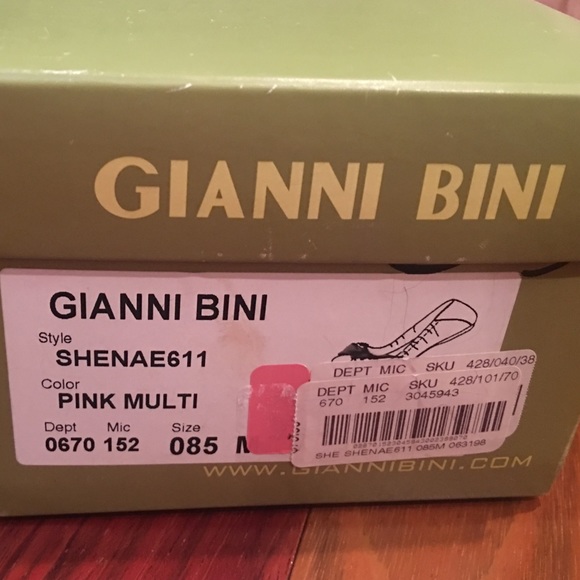 GIANNI BINI
GIANNI BINI
Style
SHENAE611
Color
PINK MULTI
Dept Mic Size
0670 152 085 M
DEPT MIC SKU 428/040/38
DEPT MIC SKU 428/101/70
670 152 3045943
SHE SHENAE611 085M 063198
WWW.GIANNIBINI.COM